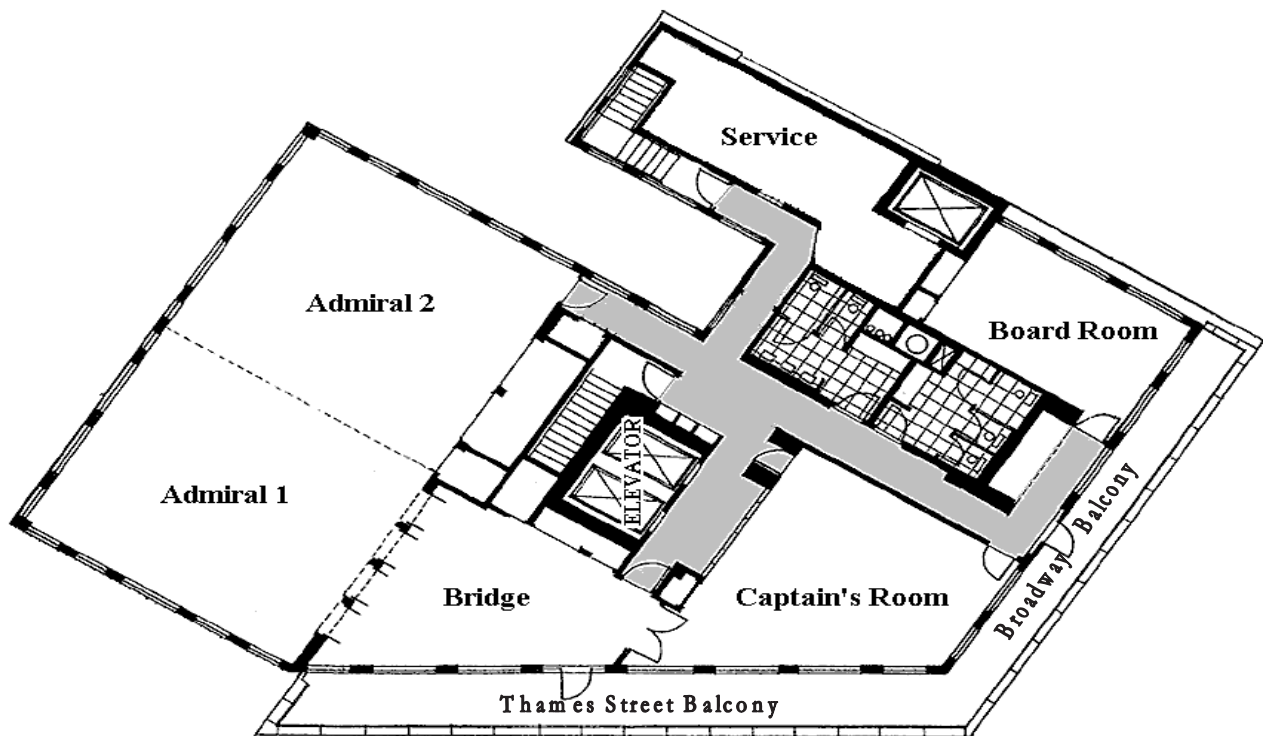 Service
Admiral 2
Board Room
ELEVATOR
Admiral 1
Bridge
Captain's Room
Broadway Balcony
Thames Street Balcony